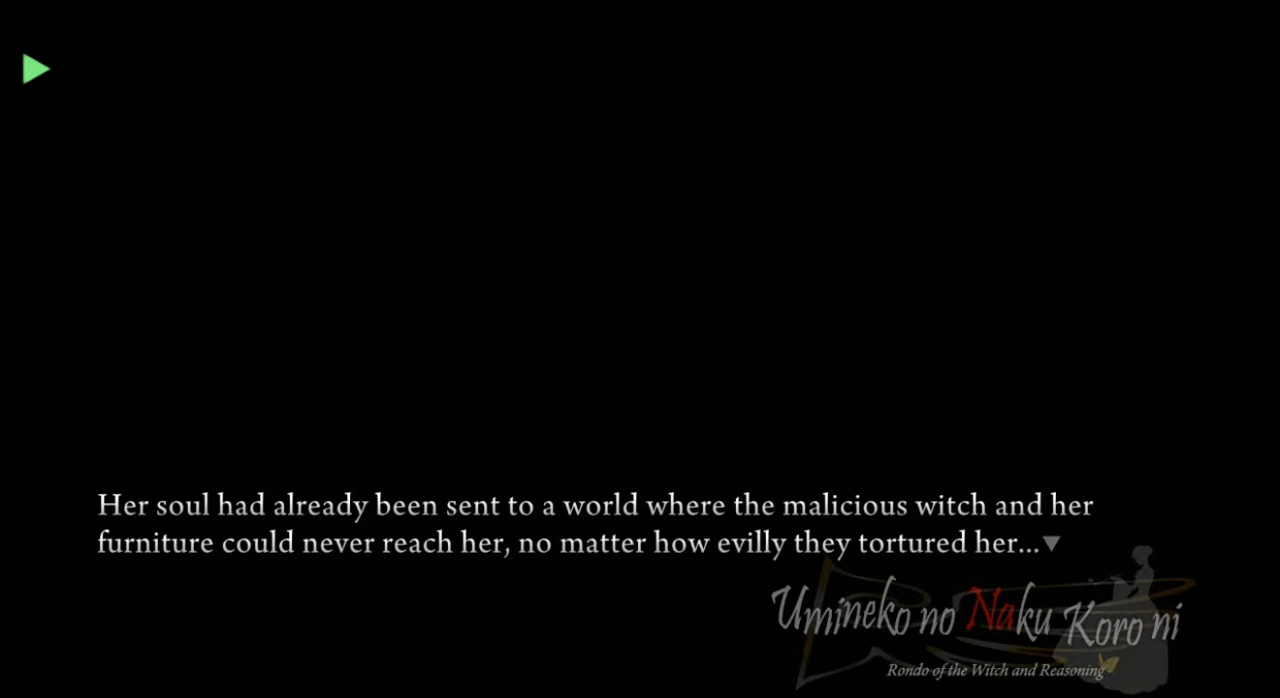 Her soul had already been sent to a world where the malicious witch and her
furniture could never reach her, no matter how evilly they tortured her...
Umineko no Naku Koro ni
Rondo of the Witch and Reasoning